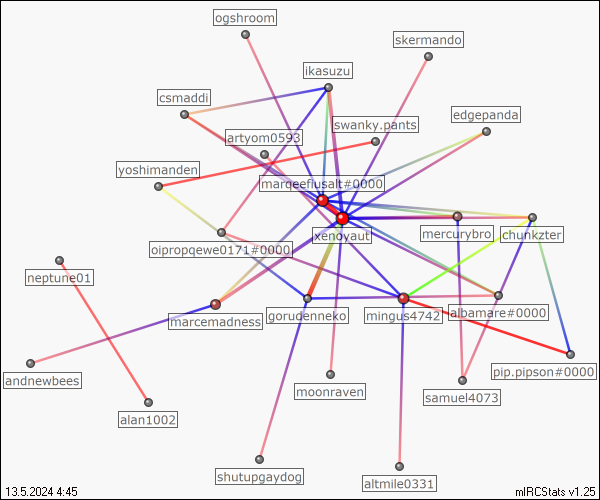 ogshroom
skermando
ikasuzu
csmaddi
edgepanda
swanky.pants
artyom0593
yoshimanden
marqeeflusalt#0000
xenoyaut
mercurybro
chunkzter
oipropqewe0171#0000
neptune01
marcemadness
gorudenneko
mingus4742
albamare#0000
andnewbees
moonraven
pip.pipson#0000
samuel4073
alan1002
shutupgaydog
altmile0331
13.5.2024 4:45
mIRCStats v1.25